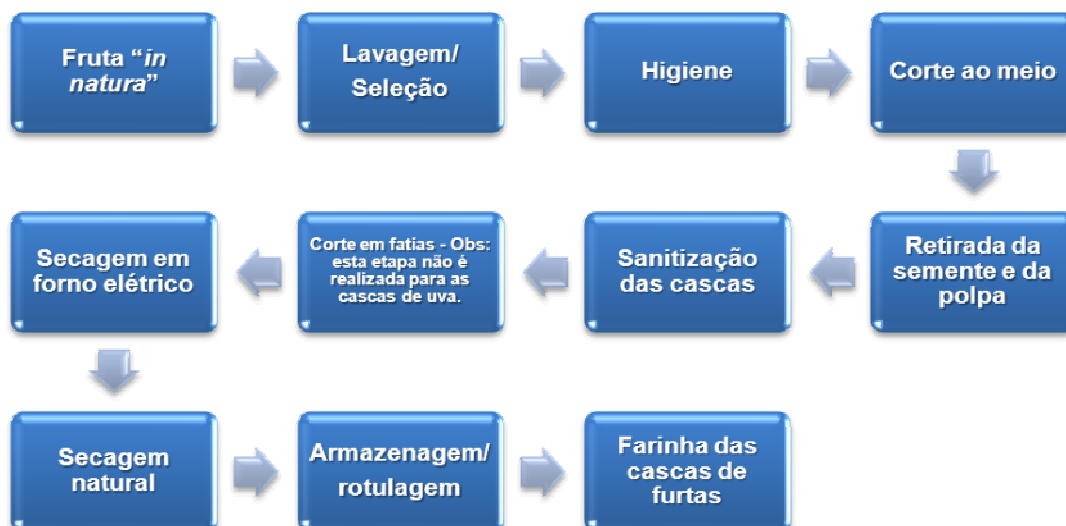 Fruta “in
natura”
Lavagem/
Seleção
Higiene
Corte ao meio
Retirada da
semente e da
polpa
Sanitização
das cascas
Corte em fatias - Obs:
esta etapa não é
realizada para as
cascas de uva.
Secagem em
forno elétrico
Secagem
natural
Armazenagem/
rotulagem
Farinha das
cascas de
furtas